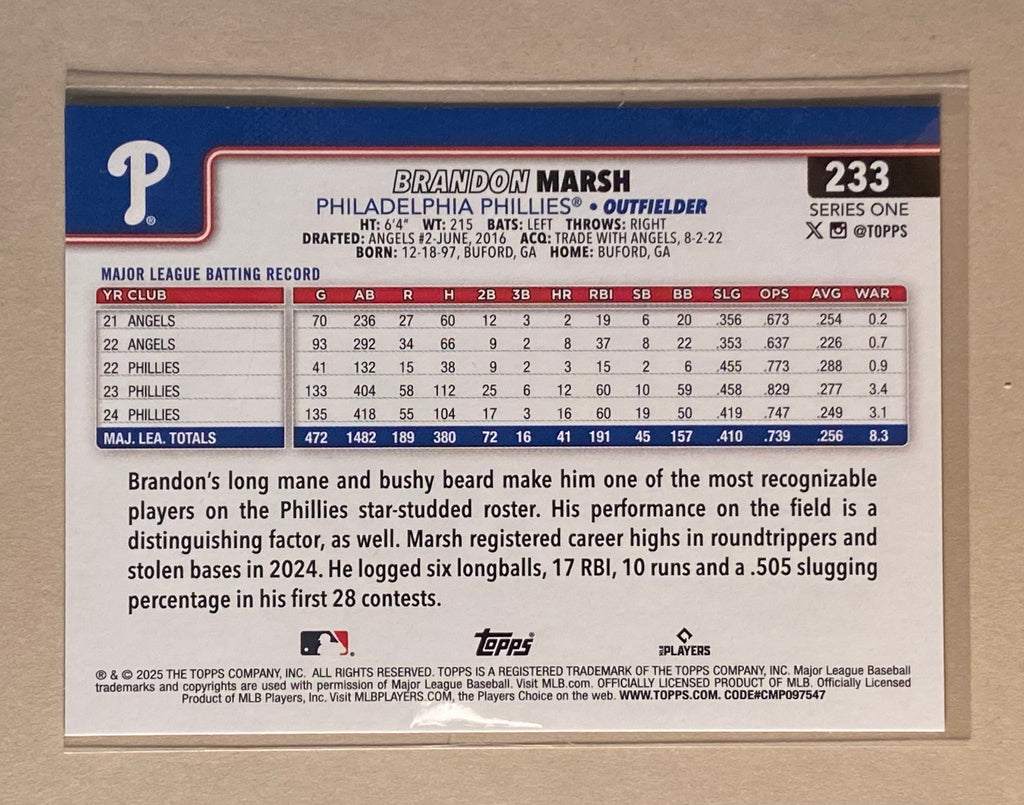 P®
BRANDON MARSH
233
PHILADELPHIA PHILLIES® • OUTFIELDER
SERIES ONE
HT: 6'4" WT: 215 BATS: LEFT THROWS: RIGHT
X @TOPPS
DRAFTED: ANGELS #2-JUNE, 2016 ACQ: TRADE WITH ANGELS, 8-2-22
BORN: 12-18-97, BUFORD, GA HOME: BUFORD, GA
MAJOR LEAGUE BATTING RECORD
YR CLUB G AB R H 2B 3B HR RBI SB BB SLG OPS AVG WAR
21 ANGELS 70 236 27 60 12 3 2 19 6 20 .356 .673 .254 0.2
22 ANGELS 93 292 34 66 9 2 8 37 8 22 .353 .637 .226 0.7
22 PHILLIES 41 132 15 38 9 2 3 15 2 6 .455 .773 .288 0.9
23 PHILLIES 133 404 58 112 25 6 12 60 10 59 .458 .829 .277 3.4
24 PHILLIES 135 418 55 104 17 3 16 60 19 50 .419 .747 .249 3.1
MAJ. LEA. TOTALS 472 1482 189 380 72 16 41 191 45 157 .410 .739 .256 8.3
Brandon's long mane and bushy beard make him one of the most recognizable
players on the Phillies star-studded roster. His performance on the field is a
distinguishing factor, as well. Marsh registered career highs in roundtrippers and
stolen bases in 2024. He logged six longballs, 17 RBI, 10 runs and a .505 slugging
percentage in his first 28 contests.
Topps® MLB PLAYERS
® & © 2025 THE TOPPS COMPANY, INC. ALL RIGHTS RESERVED. TOPPS IS A REGISTERED TRADEMARK OF THE TOPPS COMPANY, INC. Major League Baseball
trademarks and copyrights are used with permission of Major League Baseball. Visit MLB.com. OFFICIALLY LICENSED PRODUCT OF MLB. Officially Licensed
Product of MLB Players, Inc. Visit MLBPLAYERS.COM, the Players Choice on the web. WWW.TOPPS.COM. CODE#CMP097547